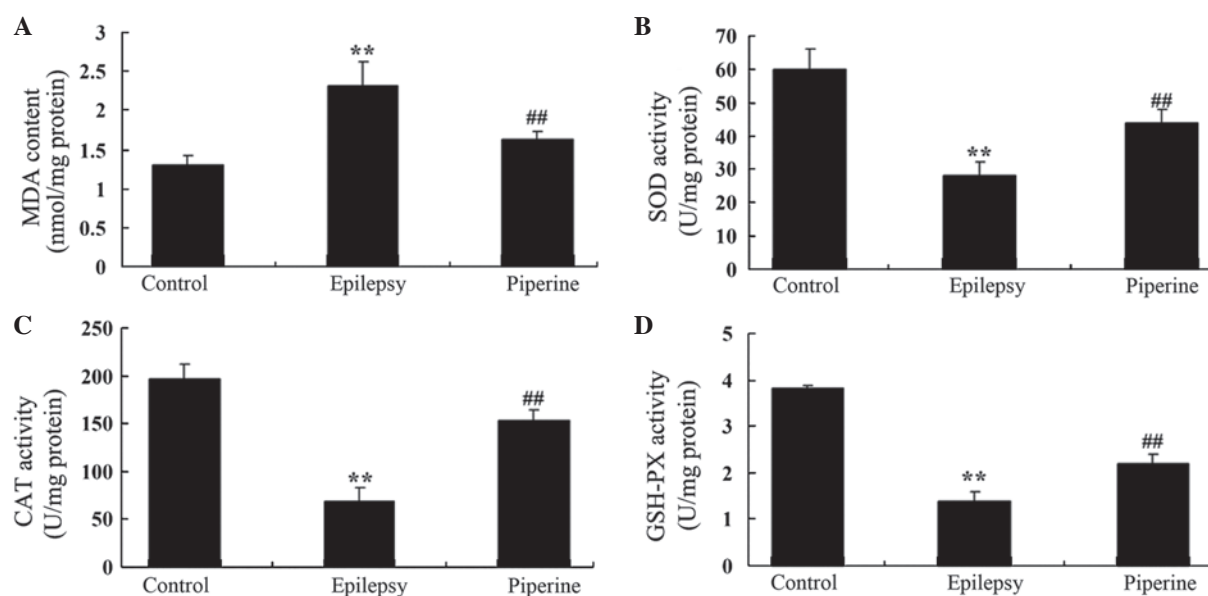 A
MDA content
(nmol/mg protein)
3
2.5
2
1.5
1
0.5
0
**
##
Control
Epilepsy
Piperine
B
SOD activity
(U/mg protein)
70
60
50
40
30
20
10
0
**
##
Control
Epilepsy
Piperine
C
CAT activity
(U/mg protein)
250
200
150
100
50
0
**
##
Control
Epilepsy
Piperine
D
GSH-PX activity
(U/mg protein)
5
4
3
2
1
0
**
##
Control
Epilepsy
Piperine